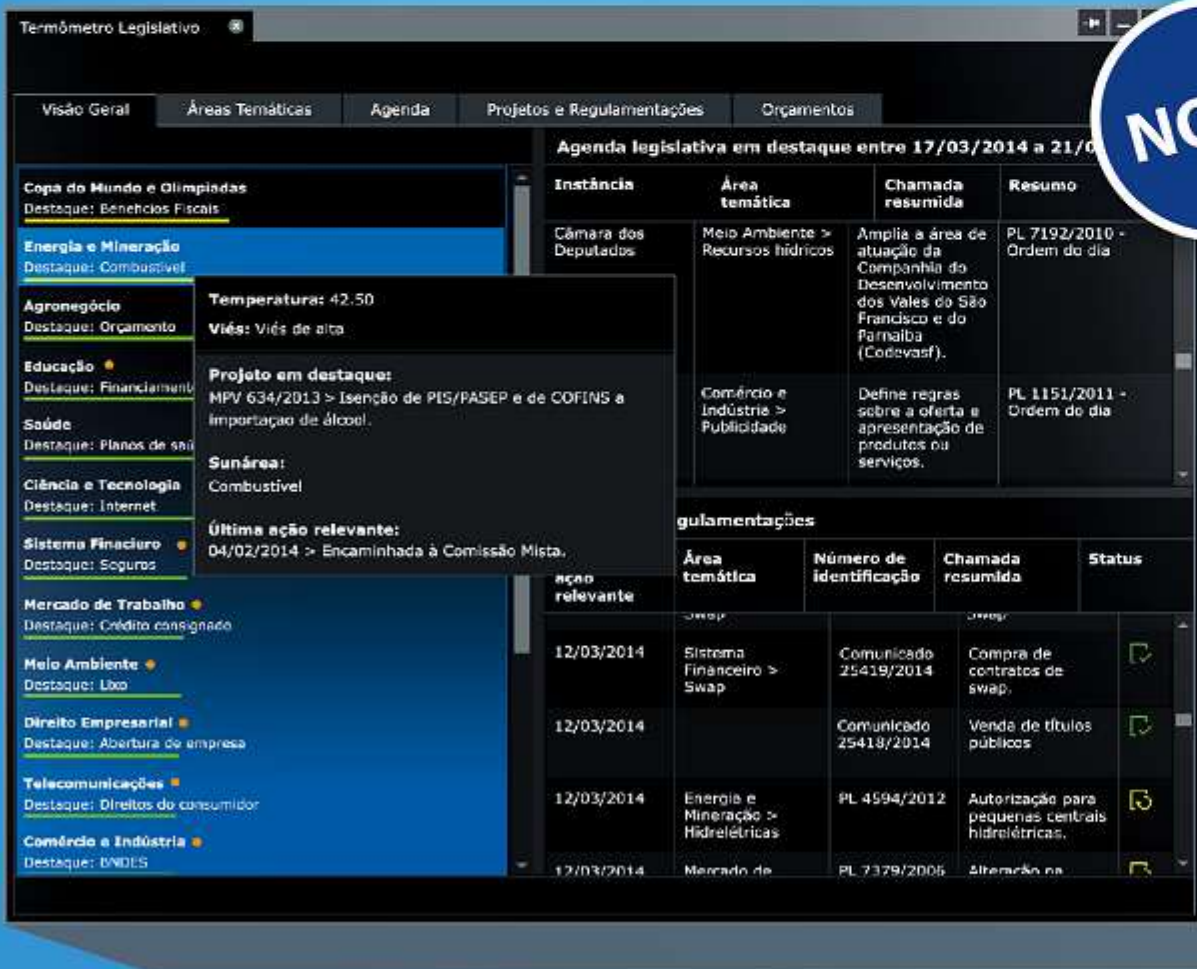 Termômetro Legislativo
Visão Geral
Áreas Temáticas
Agenda
Projetos e Regulamentações
Orçamentos
Copa do Mundo e Olimpíadas
Destaque: Benefícios Fiscais
Energia e Mineração
Destaque: Combustível
Agronegócio
Destaque: Orçamento
Educação
Destaque: Financiament
Saúde
Destaque: Planos de saú
Ciência e Tecnologia
Destaque: Internet
Sistema Finaciuro
Destaque: Seguros
Mercado de Trabalho
Destaque: Crédito consignado
Meio Ambiente
Destaque: Lixo
Direito Empresarial
Destaque: Abertura de empresa
Telecomunicações
Destaque: Direitos do consumidor
Comércio e Indústria
Destaque: BNDES
Temperatura: 42.50
Viés: Viés de alta
Projeto em destaque:
MPV 634/2013 > Isenção de PIS/PASEP e de COFINS a
importaçao de álcool.
Sunárea:
Combustível
Última ação relevante:
04/02/2014 > Encaminhada à Comissão Mista.
Agenda legislativa em destaque entre 17/03/2014 a 21/0
Instância
Área
temática
Chamada
resumida
Resumo
Câmara dos
Deputados
Meio Ambiente >
Recursos hídricos
Amplia a área de
atuação da
Companhia do
Desenvolvimento
dos Vales do São
Francisco e do
Parnaíba
(Codevasf).
PL 7192/2010 -
Ordem do dia
Comércio e
Indústria >
Publicidade
Define regras
sobre a oferta e
apresentação de
produtos ou
serviços.
PL 1151/2011 -
Ordem do dia
gulamentações
ação
relevante
Área
temática
Número de
identificação
Chamada
resumida
Status
Swap
swap.
12/03/2014
Sistema
Financeiro >
Swap
Comunicado
25419/2014
Compra de
contratos de
swap.
12/03/2014
Comunicado
25418/2014
Venda de títulos
públicos
12/03/2014
Energia e
Mineração >
Hidrelétricas
PL 4594/2012
Autorização para
pequenas centrais
hidrelétricas.
12/03/2014
Mercado de
PL 7379/2006
Alteração na
NO